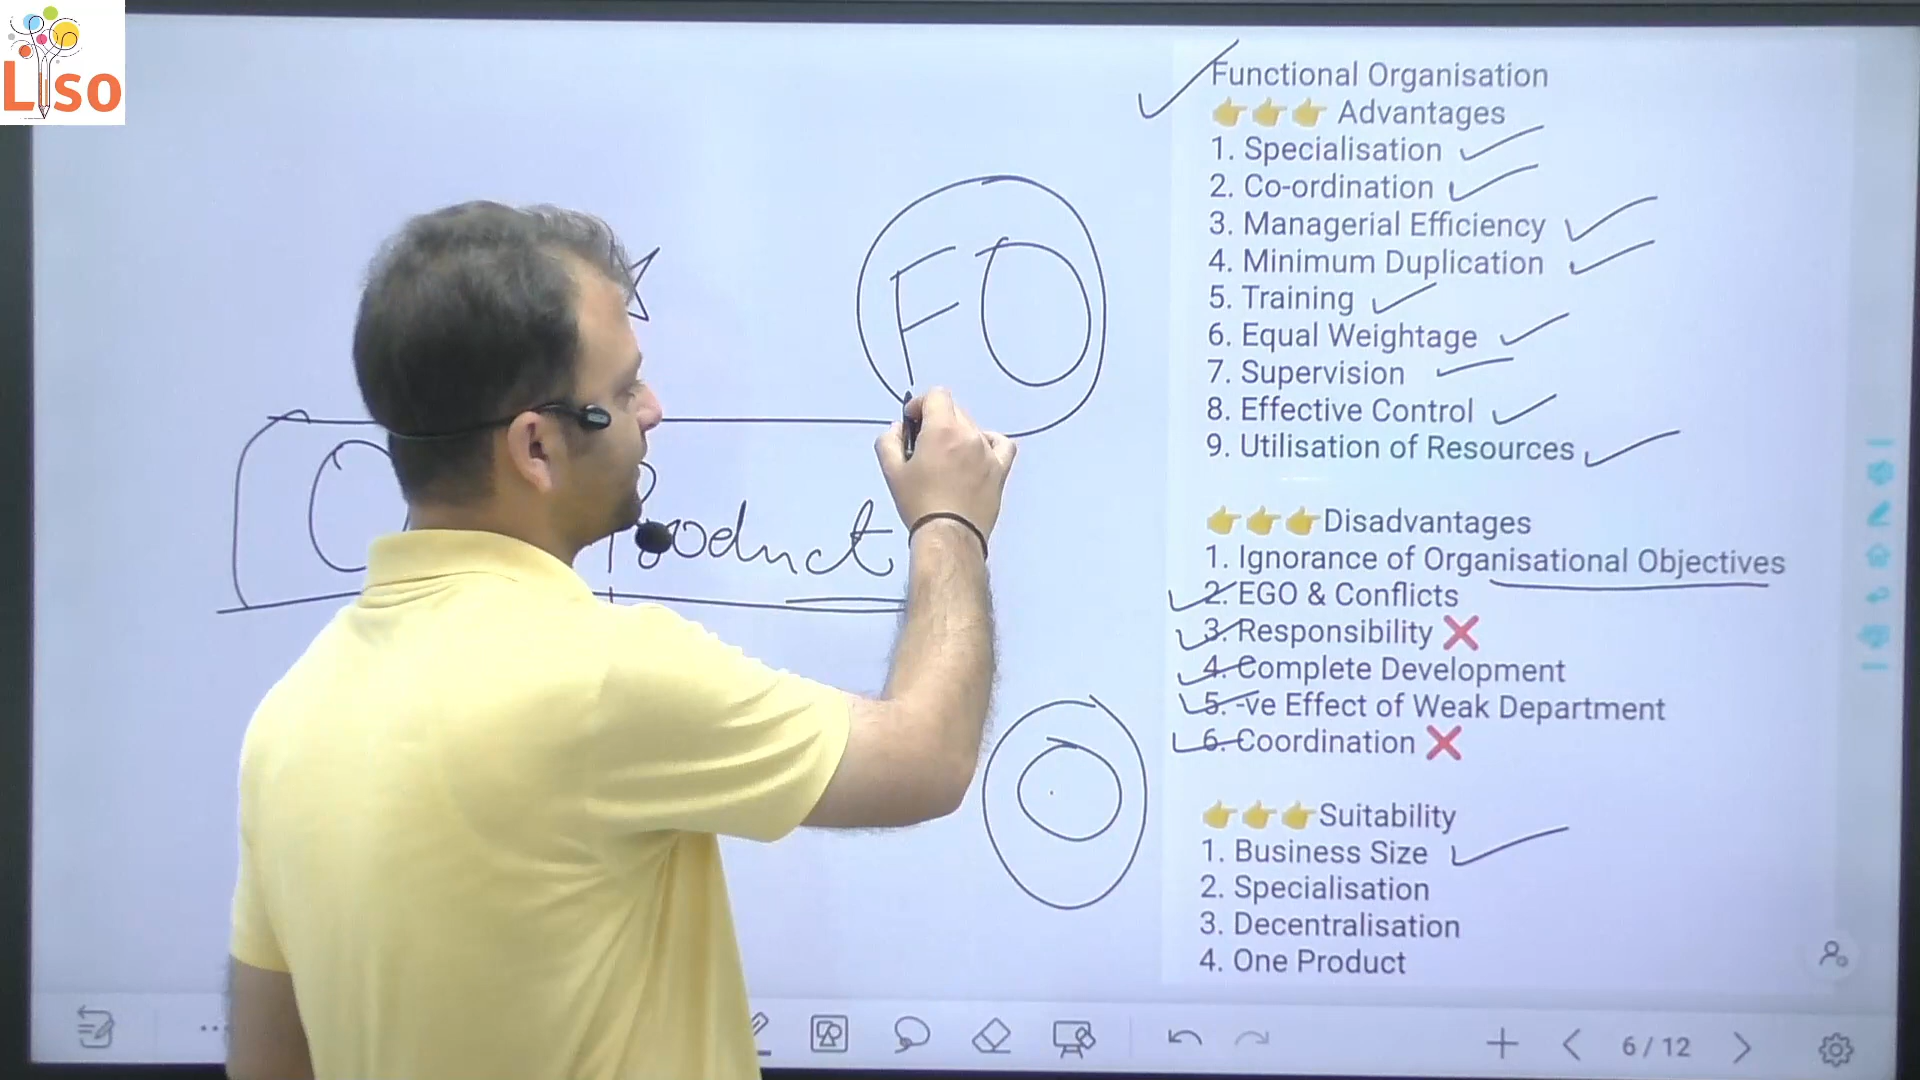 Liso
Functional Organisation
👉👉👉 Advantages
1. Specialisation
2. Co-ordination
3. Managerial Efficiency
4. Minimum Duplication
5. Training
6. Equal Weightage
7. Supervision
8. Effective Control
9. Utilisation of Resources
👉👉👉Disadvantages
1. Ignorance of Organisational Objectives
2. EGO & Conflicts
3. Responsibility ❌
4. Complete Development
5. -ve Effect of Weak Department
6. Coordination ❌
👉👉👉Suitability
1. Business Size
2. Specialisation
3. Decentralisation
4. One Product
FO
Product
6 / 12